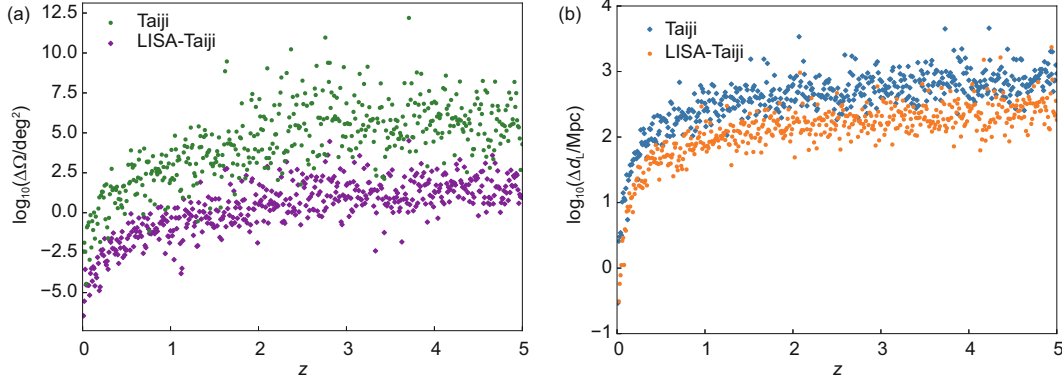 (a)
12.5
10.0
7.5
5.0
2.5
0.0
−2.5
−5.0
log₁₀(ΔΩ/deg²)
Taiji
LISA-Taiji
0 1 2 3 4 5
z
(b)
4
3
2
1
0
−1
log₁₀(Δd_L/Mpc)
Taiji
LISA-Taiji
0 1 2 3 4 5
z